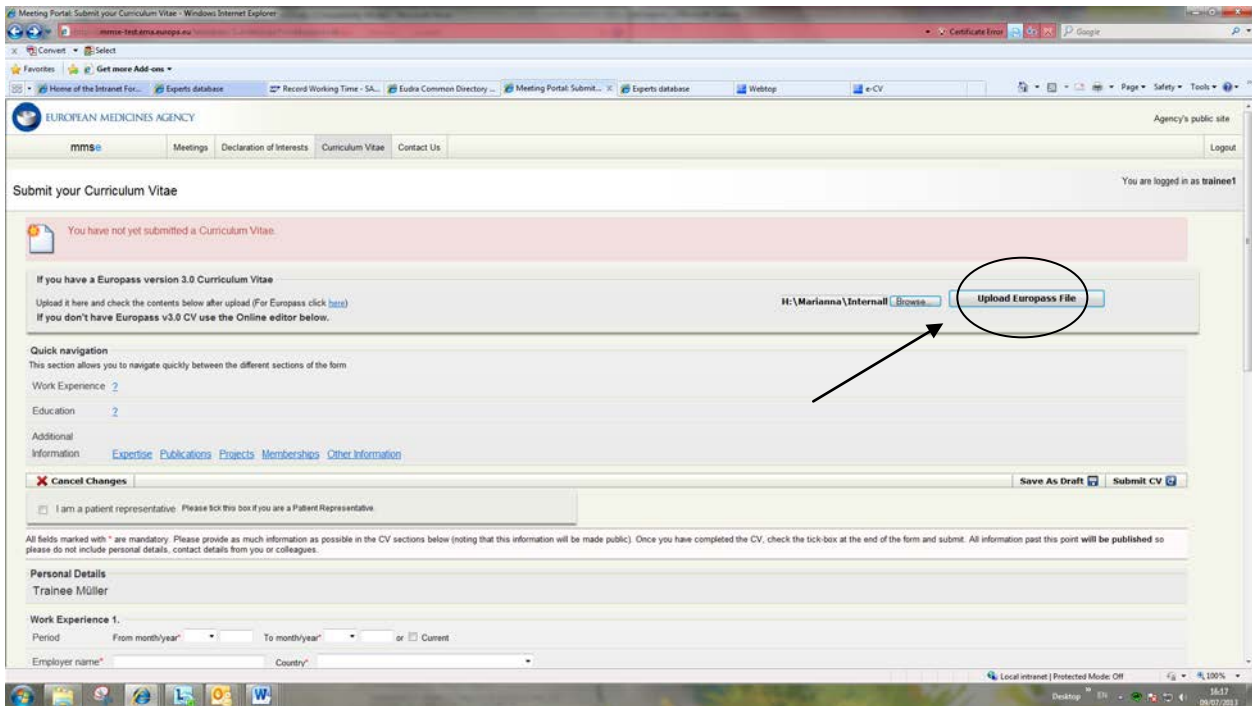 Meeting Portal: Submit your Curriculum Vitae - Windows Internet Explorer
mmse-test.ema.europa.eu
Certificate Error
Google
x Convert Select
Favorites Get more Add-ons
Home of the Intranet For... Experts database Record Working Time - SA... Eudra Common Directory ... Meeting Portal: Submit... x Experts database Webtop e-CV Page Safety Tools
EUROPEAN MEDICINES AGENCY Agency's public site
mmse Meetings Declaration of Interests Curriculum Vitae Contact Us Logout
Submit your Curriculum Vitae You are logged in as trainee1
You have not yet submitted a Curriculum Vitae.
If you have a Europass version 3.0 Curriculum Vitae
Upload it here and check the contents below after upload (For Europass click here)
If you don't have Europass v3.0 CV use the Online editor below.
H:\Marianna\Internall Browse... Upload Europass File
Quick navigation
This section allows you to navigate quickly between the different sections of the form
Work Experience ?
Education ?
Additional
Information Expertise Publications Projects Memberships Other Information
Cancel Changes Save As Draft Submit CV
I am a patient representative Please tick this box if you are a Patient Representative.
All fields marked with * are mandatory. Please provide as much information as possible in the CV sections below (noting that this information will be made public). Once you have completed the CV, check the tick-box at the end of the form and submit. All information past this point will be published so
please do not include personal details, contact details from you or colleagues.
Personal Details
Trainee Müller
Work Experience 1.
Period From month/year* To month/year* or Current
Employer name* Country*
Local intranet | Protected Mode: Off 100%
Desktop » EN 16:17
09/07/2013